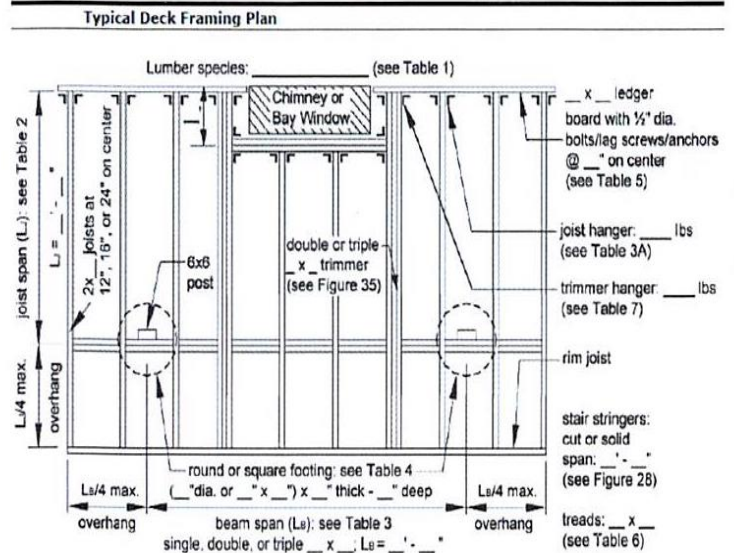 Typical Deck Framing Plan
Lumber species: ____________ (see Table 1)
Chimney or
Bay Window
__ x __ ledger
board with ½" dia.
bolts/lag screws/anchors
@ __" on center
(see Table 5)
joist span (LJ): see Table 2
LJ = __' - __"
2x__ joists at
12", 16", or 24" on center
6x6
post
double or triple
__ x __ trimmer
(see Figure 35)
joist hanger: ____ lbs
(see Table 3A)
trimmer hanger: ____ lbs
(see Table 7)
rim joist
LJ/4 max.
overhang
stair stringers:
cut or solid
span: __' - __"
(see Figure 28)
round or square footing: see Table 4
(__"dia. or __" x __") x __" thick - __" deep
LB/4 max.
overhang
LB/4 max.
overhang
beam span (LB): see Table 3
single, double, or triple __ x __; LB = __' - __"
treads: __ x __
(see Table 6)